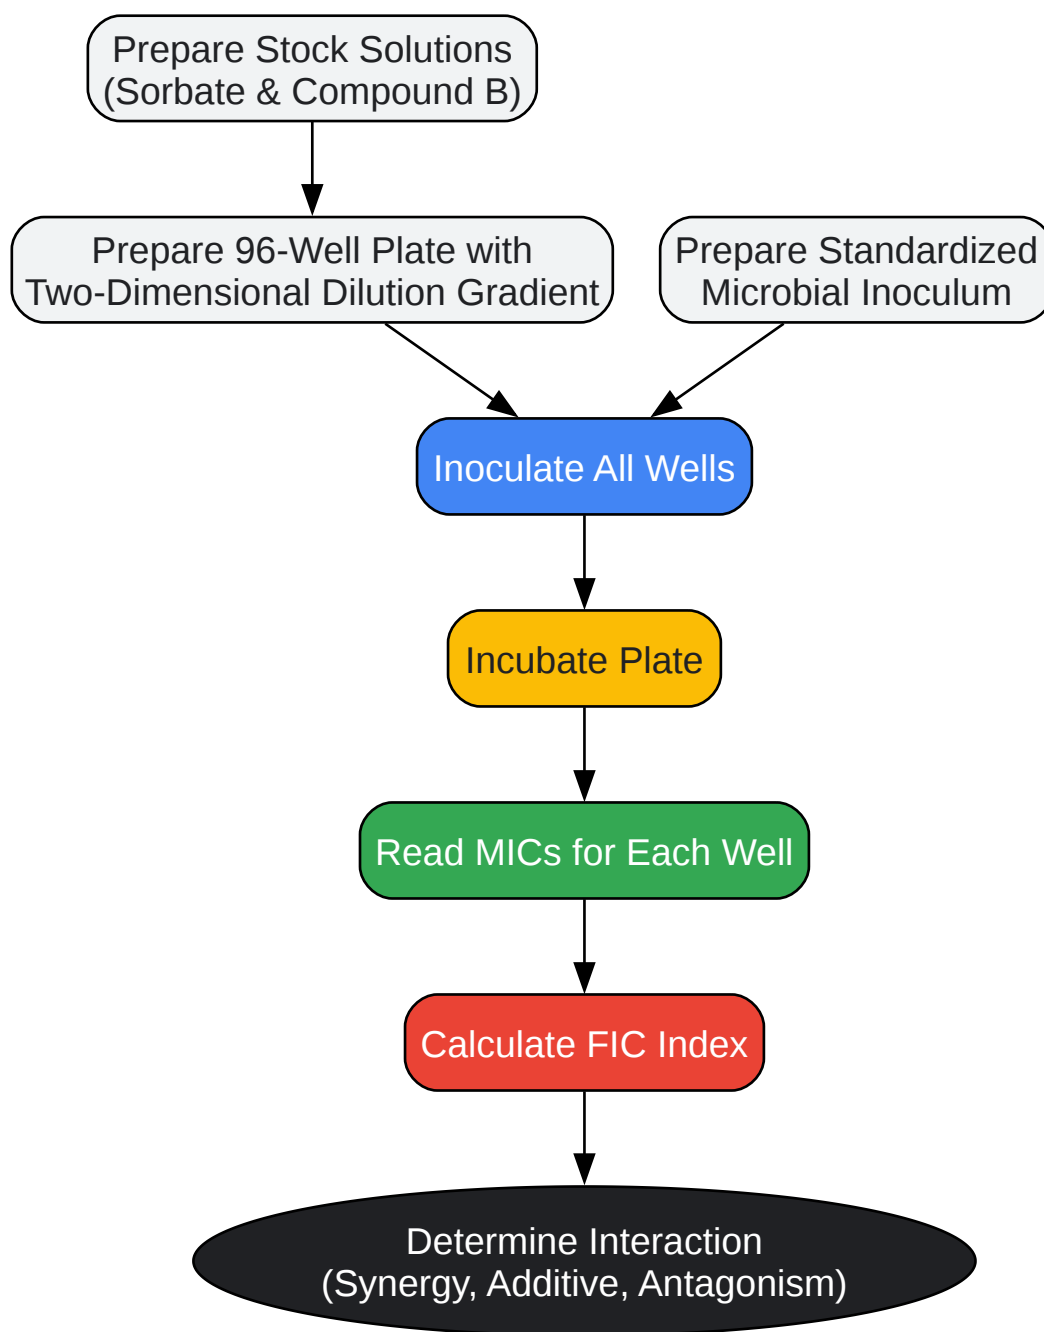 Prepare Stock Solutions
(Sorbate & Compound B)
Prepare 96-Well Plate with
Two-Dimensional Dilution Gradient
Prepare Standardized
Microbial Inoculum
Inoculate All Wells
Incubate Plate
Read MICs for Each Well
Calculate FIC Index
Determine Interaction
(Synergy, Additive, Antagonism)